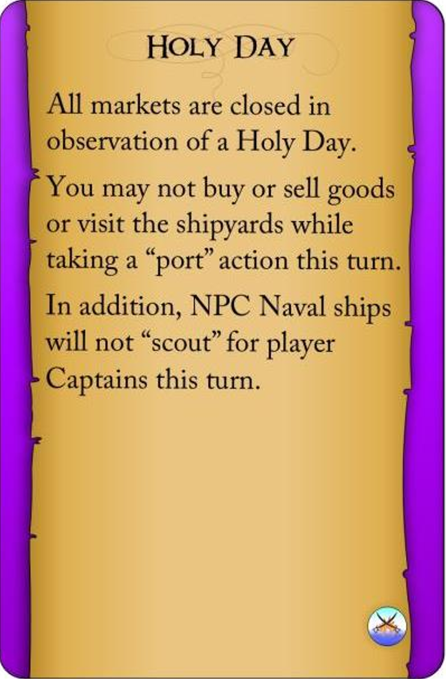 HOLY DAY
All markets are closed in
observation of a Holy Day.
You may not buy or sell goods
or visit the shipyards while
taking a “port” action this turn.
In addition, NPC Naval ships
will not “scout” for player
Captains this turn.